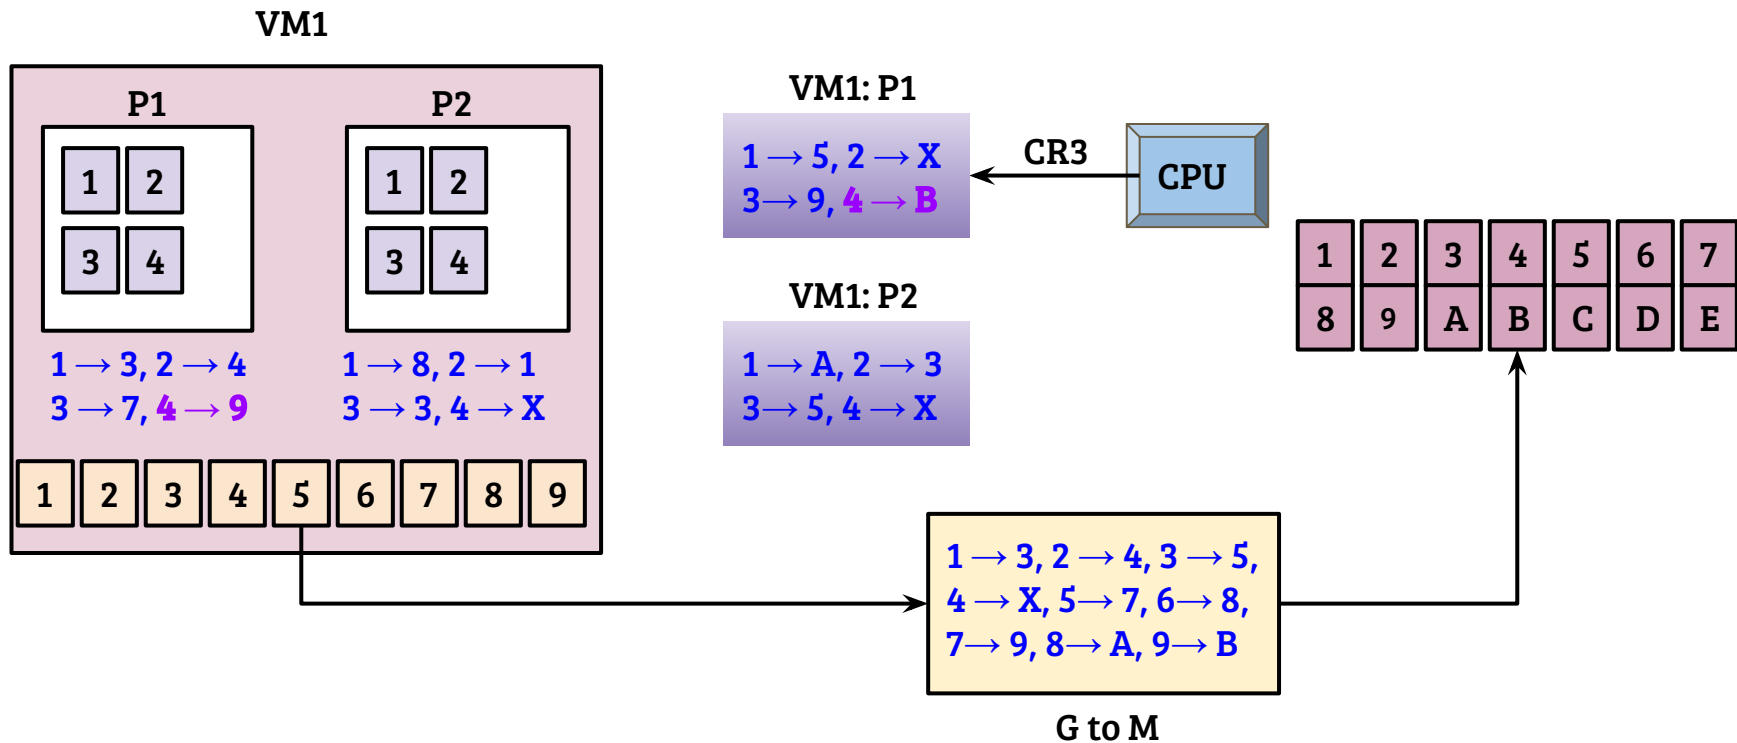 VM1
P1
P2
1 2
3 4
1 2
3 4
1 → 3, 2 → 4
3 → 7, 4 → 9
1 → 8, 2 → 1
3 → 3, 4 → X
1 2 3 4 5 6 7 8 9
VM1: P1
1 → 5, 2 → X
3→ 9, 4 → B
CR3
CPU
VM1: P2
1 → A, 2 → 3
3→ 5, 4 → X
1 2 3 4 5 6 7
8 9 A B C D E
1 → 3, 2 → 4, 3 → 5,
4 → X, 5→ 7, 6→ 8,
7→ 9, 8→ A, 9→ B
G to M